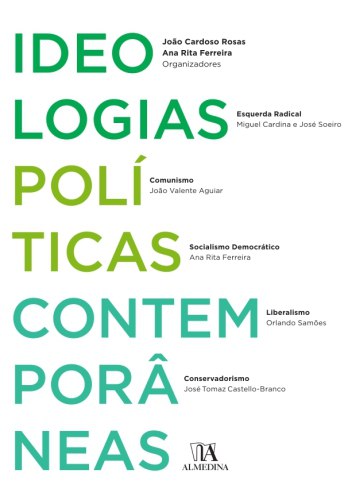 IDEO
João Cardoso Rosas
Ana Rita Ferreira
Organizadores
LOGIAS
Esquerda Radical
Miguel Cardina e José Soeiro
POLÍ
Comunismo
João Valente Aguiar
TICAS
Socialismo Democrático
Ana Rita Ferreira
CONTEM
Liberalismo
Orlando Samões
PORÂ
Conservadorismo
José Tomaz Castello-Branco
NEAS
ALMEDINA